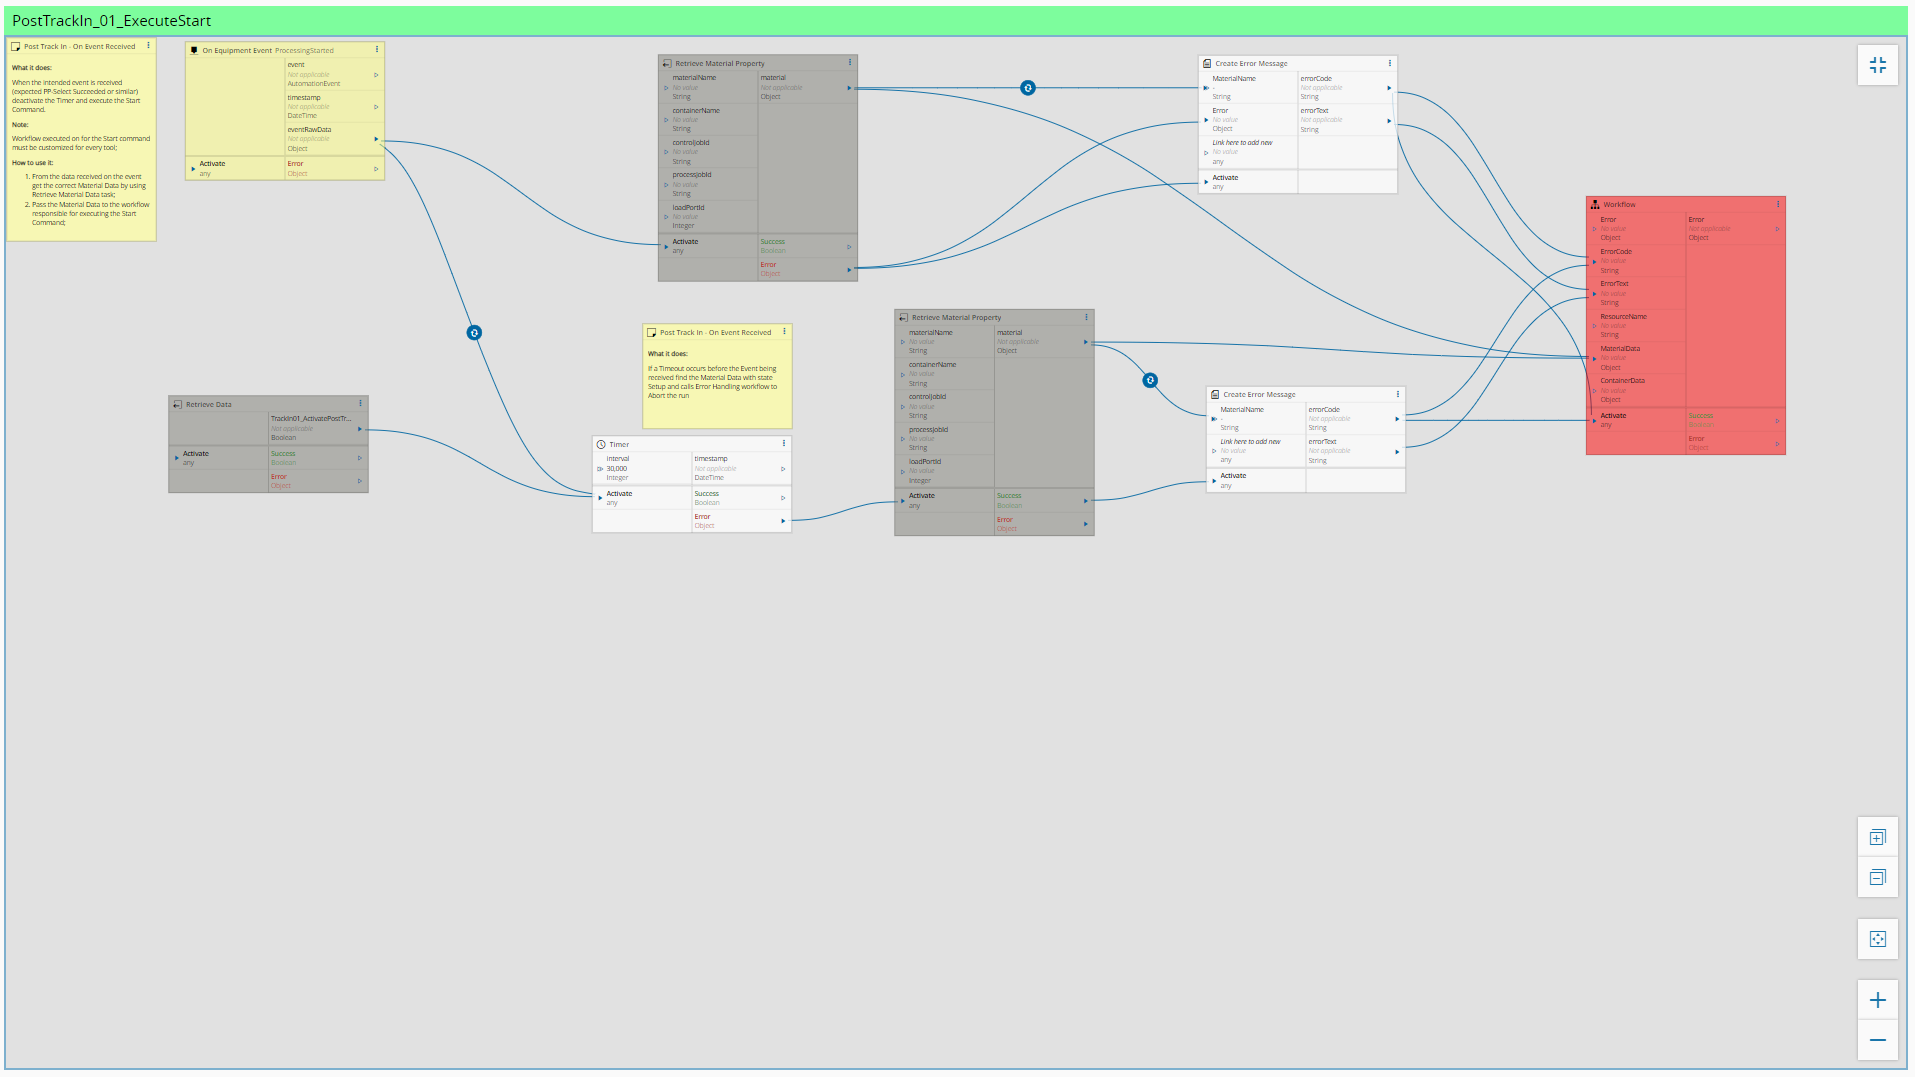 PostTrackIn_01_ExecuteStart
Post Track In - On Event Received
What it does:
When the intended event is received
(expected PP-Select Succeeded or similar)
deactivate the Timer and execute the Start
Command.
Note:
Workflow executed on for the Start command
must be customized for every tool;
How to use it:
1. From the data received on the event
get the correct Material Data by using
Retrieve Material Data task;
2. Pass the Material Data to the workflow
responsible for executing the Start
Command;
On Equipment Event ProcessingStarted
event
Not applicable
AutomationEvent
timestamp
Not applicable
DateTime
eventRawData
Not applicable
Object
Activate
any
Error
Object
Retrieve Material Property
materialName
No value
String
containerName
No value
String
controlJobId
No value
String
processJobId
No value
String
loadPortId
No value
Integer
material
Not applicable
Object
Activate
any
Success
Boolean
Error
Object
Create Error Message
MaterialName
-
String
Error
No value
Object
Link here to add new
No value
any
errorCode
Not applicable
String
errorText
Not applicable
String
Activate
any
Workflow
Error
No value
Object
ErrorCode
No value
String
ErrorText
No value
String
ResourceName
No value
String
MaterialData
No value
Object
ContainerData
No value
Object
Error
Not applicable
Object
Activate
any
Success
Boolean
Error
Object
Post Track In - On Event Received
What it does:
If a Timeout occurs before the Event being
received find the Material Data with state
Setup and calls Error Handling workflow to
Abort the run
Retrieve Material Property
materialName
No value
String
containerName
No value
String
controlJobId
No value
String
processJobId
No value
String
loadPortId
No value
Integer
material
Not applicable
Object
Activate
any
Success
Boolean
Error
Object
Create Error Message
MaterialName
-
String
Link here to add new
No value
any
errorCode
Not applicable
String
errorText
Not applicable
String
Activate
any
Retrieve Data
TrackIn01_ActivatePostTr...
Not applicable
Boolean
Activate
any
Success
Boolean
Error
Object
Timer
interval
30,000
Integer
timestamp
Not applicable
DateTime
Activate
any
Success
Boolean
Error
Object